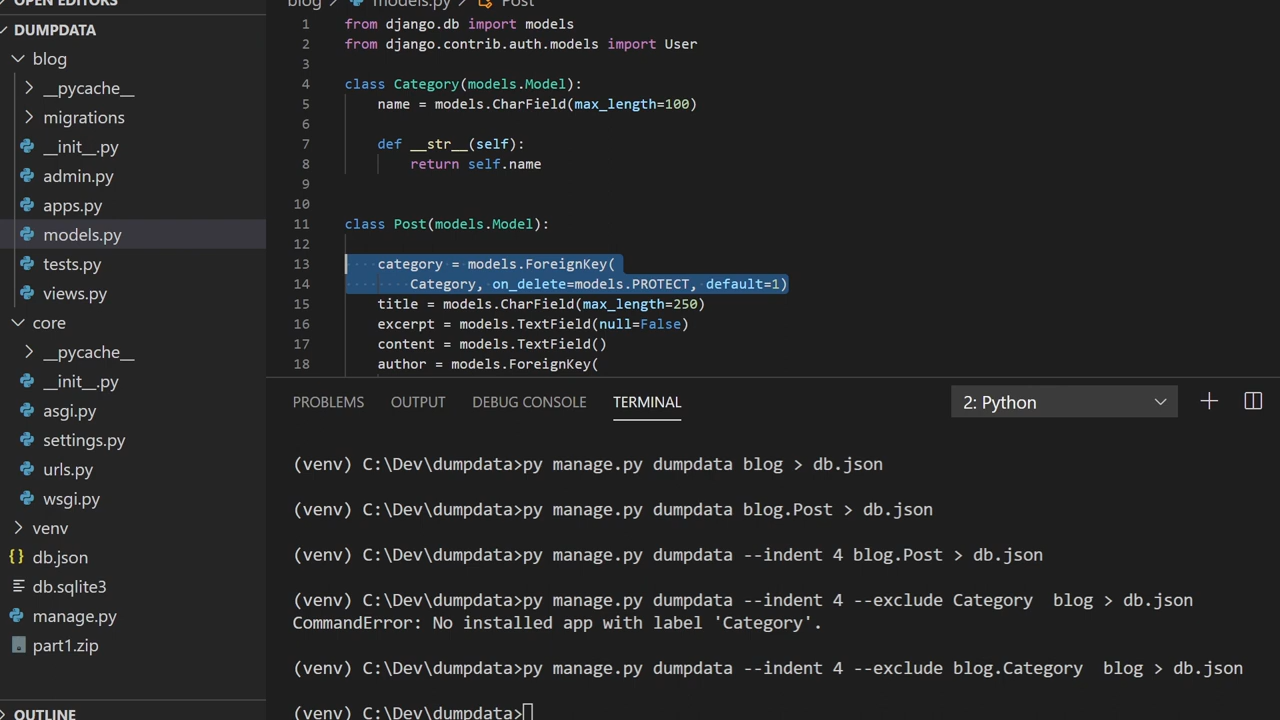 OPEN EDITORS
DUMPDATA
blog
__pycache__
migrations
__init__.py
admin.py
apps.py
models.py
tests.py
views.py
core
__pycache__
__init__.py
asgi.py
settings.py
urls.py
wsgi.py
venv
db.json
db.sqlite3
manage.py
part1.zip
OUTLINE
blog > models.py > Post
1 from django.db import models
2 from django.contrib.auth.models import User
3
4 class Category(models.Model):
5     name = models.CharField(max_length=100)
6
7     def __str__(self):
8         return self.name
9
10
11 class Post(models.Model):
12
13     category = models.ForeignKey(
14         Category, on_delete=models.PROTECT, default=1)
15     title = models.CharField(max_length=250)
16     excerpt = models.TextField(null=False)
17     content = models.TextField()
18     author = models.ForeignKey(
PROBLEMS OUTPUT DEBUG CONSOLE TERMINAL 2: Python
(venv) C:\Dev\dumpdata>py manage.py dumpdata blog > db.json
(venv) C:\Dev\dumpdata>py manage.py dumpdata blog.Post > db.json
(venv) C:\Dev\dumpdata>py manage.py dumpdata --indent 4 blog.Post > db.json
(venv) C:\Dev\dumpdata>py manage.py dumpdata --indent 4 --exclude Category  blog > db.json
CommandError: No installed app with label 'Category'.
(venv) C:\Dev\dumpdata>py manage.py dumpdata --indent 4 --exclude blog.Category  blog > db.json
(venv) C:\Dev\dumpdata>